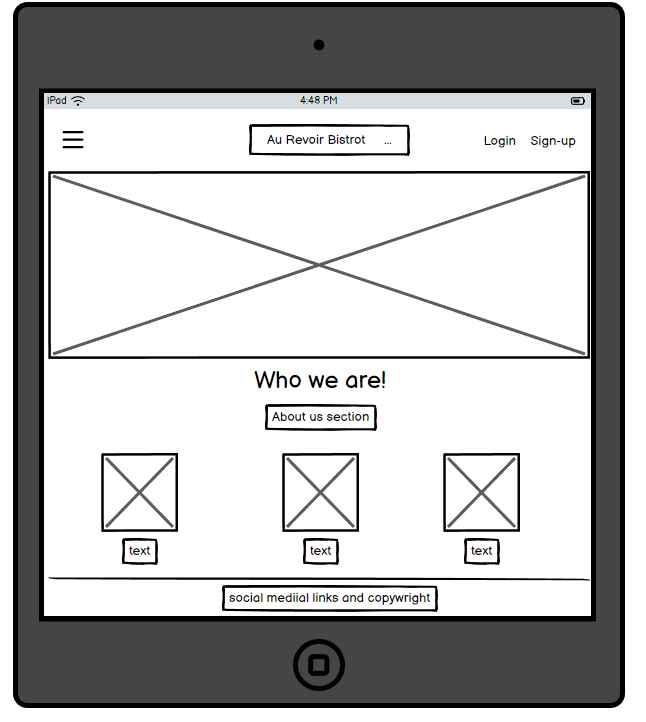 iPad 4:48 PM
Au Revoir Bistrot ... Login Sign-up
Who we are!
About us section
text text text
social mediial links and copywright